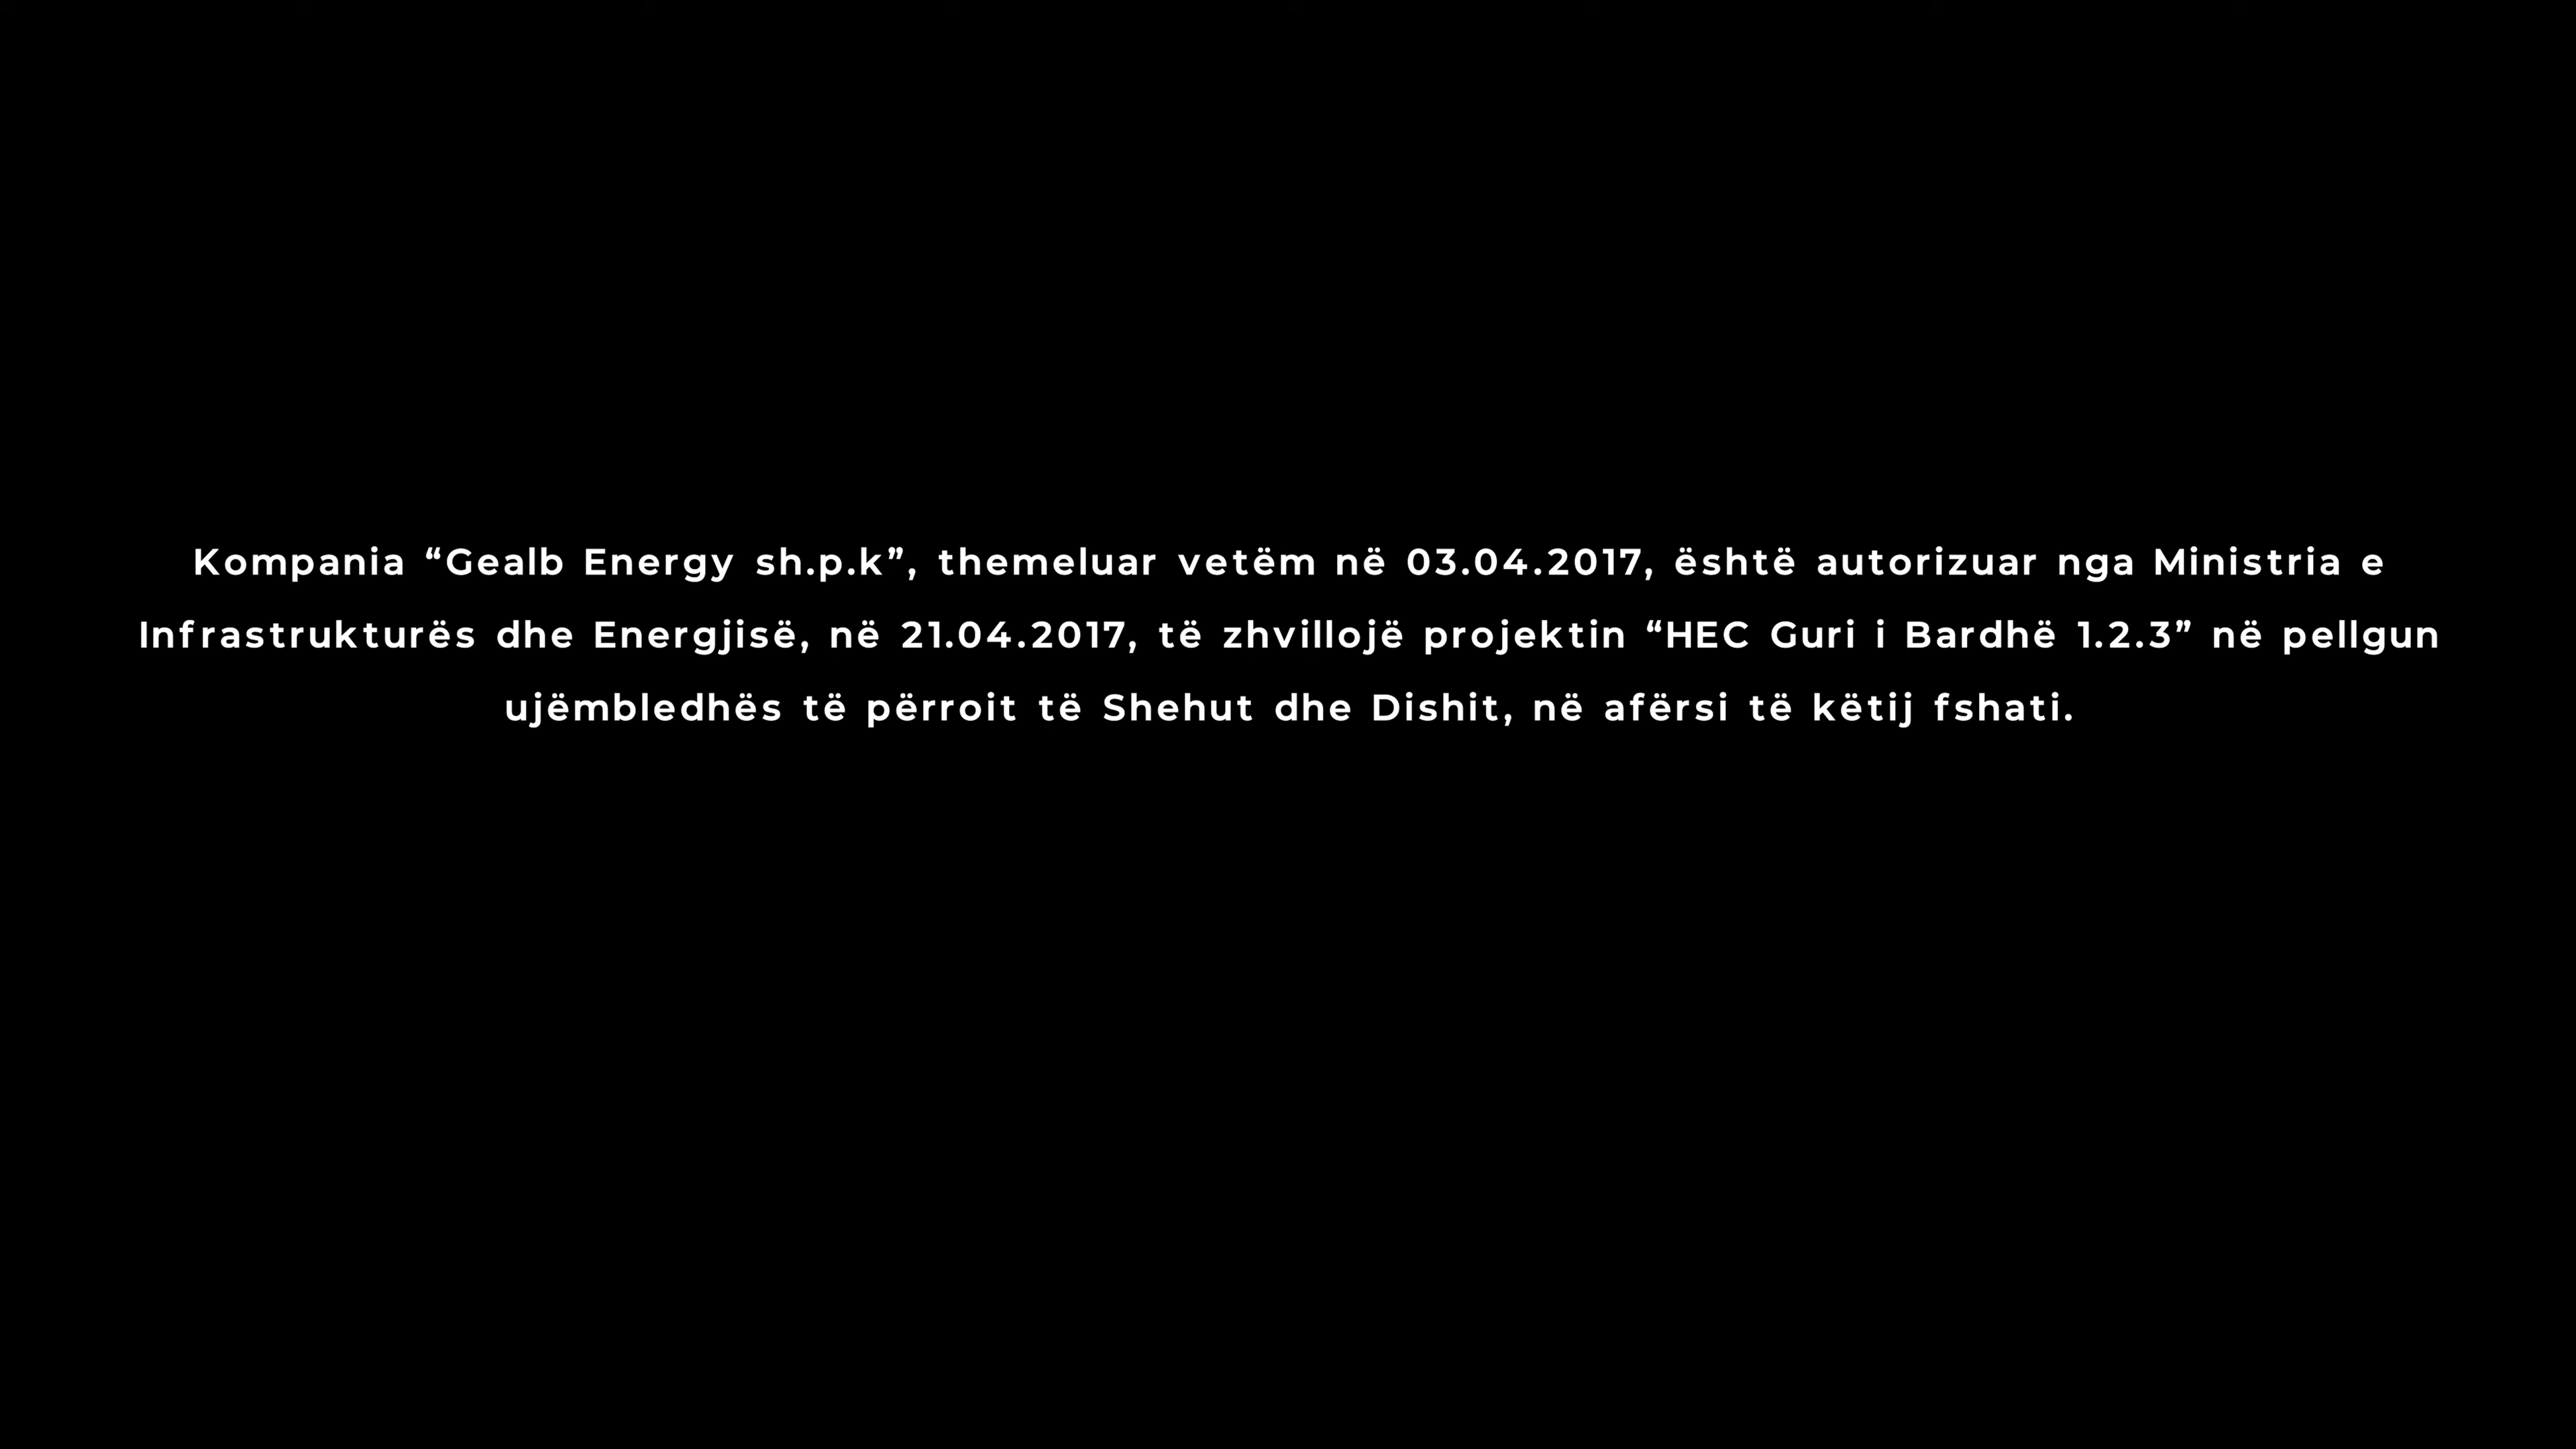 Kompania “Gealb Energy sh.p.k”, themeluar vetëm në 03.04.2017, është autorizuar nga Ministria e
Infrastrukturës dhe Energjisë, në 21.04.2017, të zhvillojë projektin “HEC Guri i Bardhë 1.2.3” në pellgun
ujëmbledhës të përroit të Shehut dhe Dishit, në afërsi të këtij fshati.